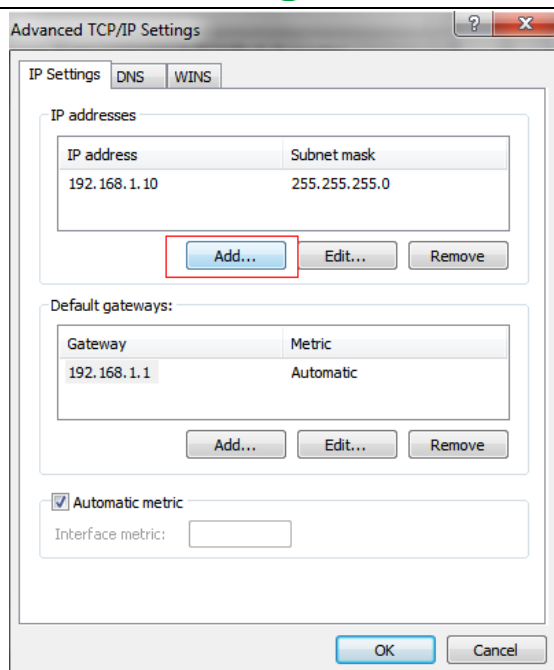 Advanced TCP/IP Settings
IP Settings DNS WINS
IP addresses
IP address Subnet mask
192.168.1.10 255.255.255.0
Add... Edit... Remove
Default gateways:
Gateway Metric
192.168.1.1 Automatic
Add... Edit... Remove
Automatic metric
Interface metric:
OK Cancel